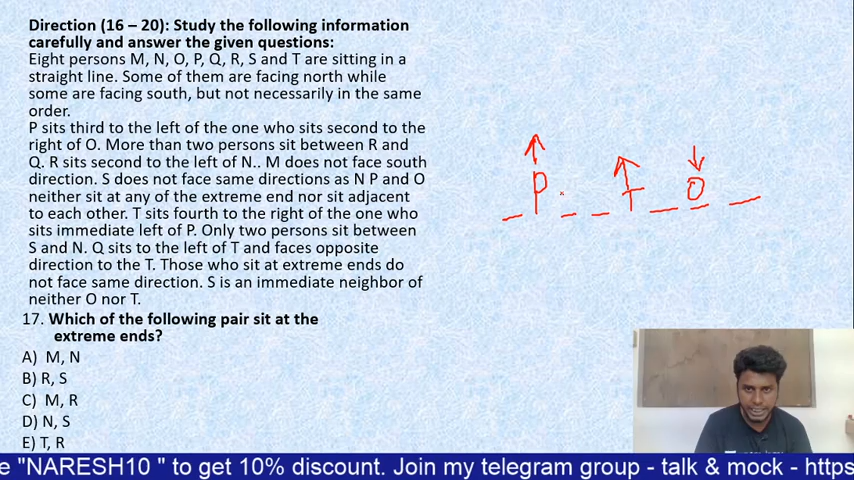 Direction (16 – 20): Study the following information
carefully and answer the given questions:
Eight persons M, N, O, P, Q, R, S and T are sitting in a
straight line. Some of them are facing north while
some are facing south, but not necessarily in the same
order.
P sits third to the left of the one who sits second to the
right of O. More than two persons sit between R and
Q. R sits second to the left of N.. M does not face south
direction. S does not face same directions as N P and O
neither sit at any of the extreme end nor sit adjacent
to each other. T sits fourth to the right of the one who
sits immediate left of P. Only two persons sit between
S and N. Q sits to the left of T and faces opposite
direction to the T. Those who sit at extreme ends do
not face same direction. S is an immediate neighbor of
neither O nor T.
17. Which of the following pair sit at the
extreme ends?
A) M, N
B) R, S
C) M, R
D) N, S
E) T, R
P T O
e "NARESH10 " to get 10% discount. Join my telegram group - talk & mock - https